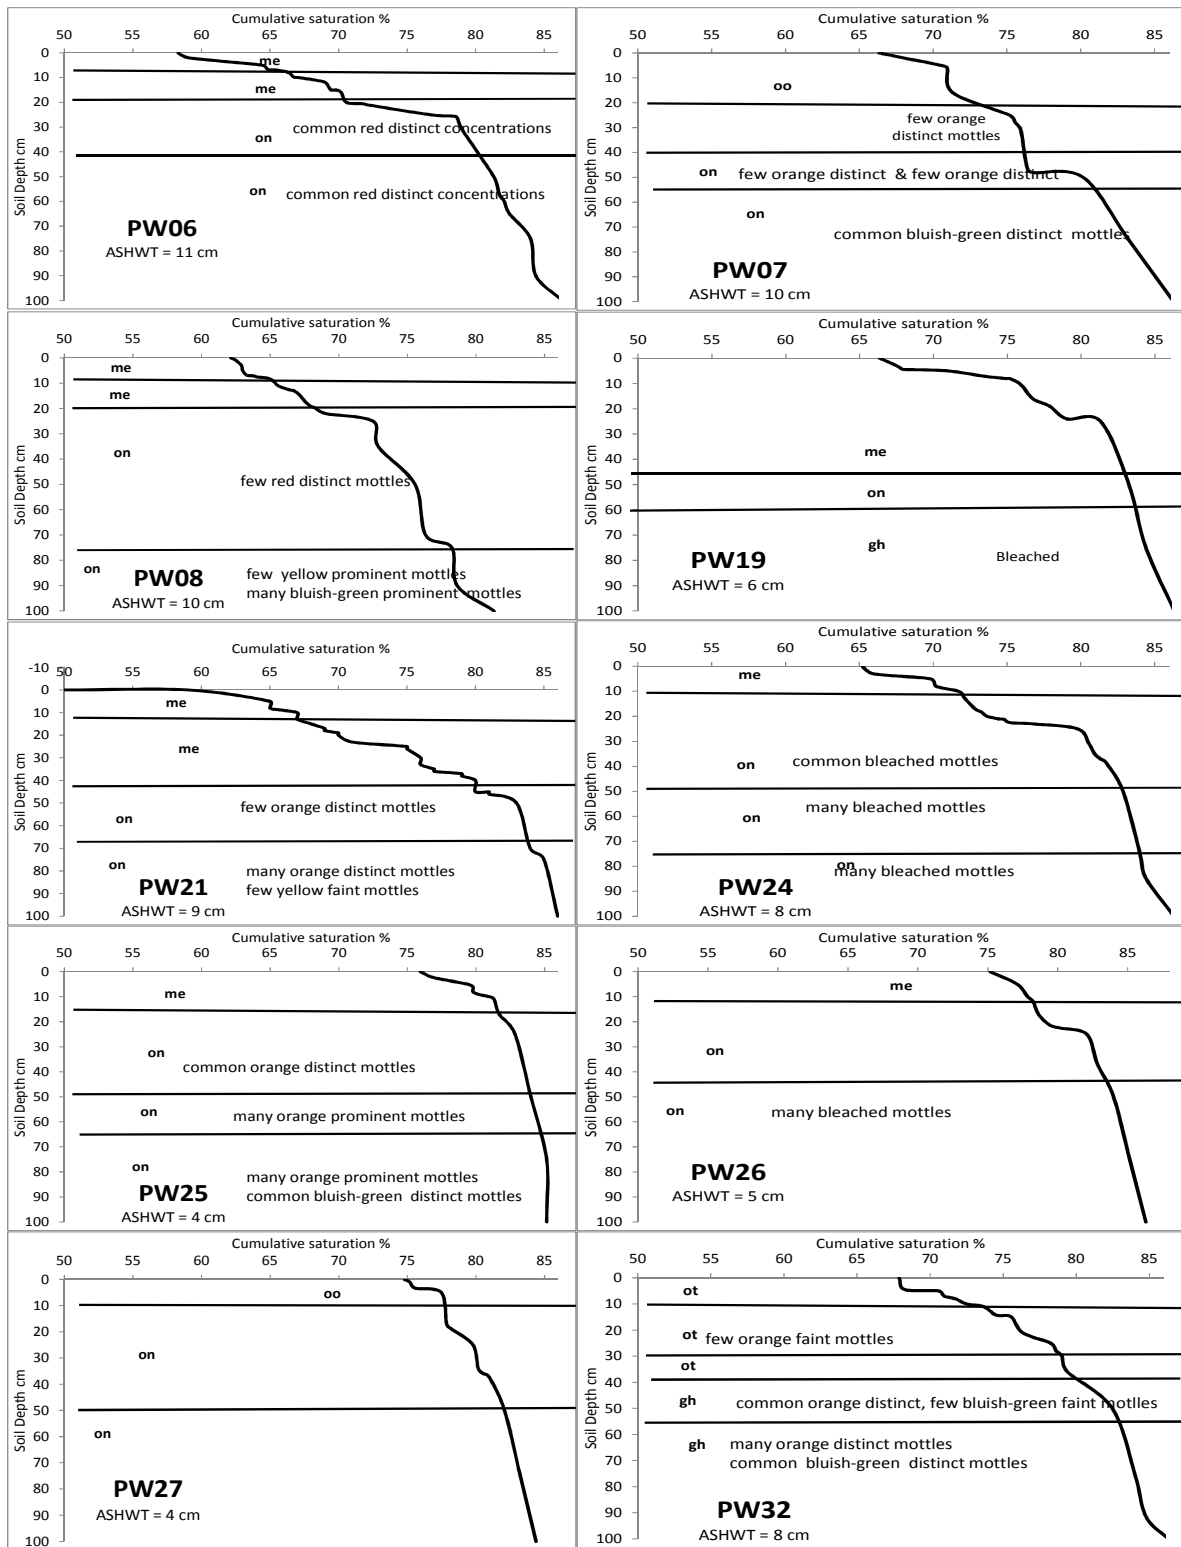 Cumulative saturation %
50 55 60 65 70 75 80 85
0
10
20
30
40
50
60
70
80
90
100
Soil Depth cm
me
me
on
common red distinct concentrations
on
common red distinct concentrations
PW06
ASHWT = 11 cm
Cumulative saturation %
50 55 60 65 70 75 80 85
0
10
20
30
40
50
60
70
80
90
100
Soil Depth cm
oo
few orange
distinct mottles
on few orange distinct & few orange distinct
on
common bluish-green distinct mottles
PW07
ASHWT = 10 cm
Cumulative saturation %
50 55 60 65 70 75 80 85
0
10
20
30
40
50
60
70
80
90
100
Soil Depth cm
me
me
on
few red distinct mottles
on
few yellow prominent mottles
many bluish-green prominent mottles
PW08
ASHWT = 10 cm
Cumulative saturation %
50 55 60 65 70 75 80 85
0
10
20
30
40
50
60
70
80
90
100
Soil Depth cm
me
on
gh
Bleached
PW19
ASHWT = 6 cm
Cumulative saturation %
50 55 60 65 70 75 80 85
-10
0
10
20
30
40
50
60
70
80
90
100
Soil Depth cm
me
me
few orange distinct mottles
on
on
many orange distinct mottles
few yellow faint mottles
PW21
ASHWT = 9 cm
Cumulative saturation %
50 55 60 65 70 75 80 85
0
10
20
30
40
50
60
70
80
90
100
Soil Depth cm
me
on
common bleached mottles
many bleached mottles
on
on
many bleached mottles
PW24
ASHWT = 8 cm
Cumulative saturation %
50 55 60 65 70 75 80 85
0
10
20
30
40
50
60
70
80
90
100
Soil Depth cm
me
on
common orange distinct mottles
on
many orange prominent mottles
on
many orange prominent mottles
common bluish-green distinct mottles
PW25
ASHWT = 4 cm
Cumulative saturation %
50 55 60 65 70 75 80 85
0
10
20
30
40
50
60
70
80
90
100
Soil Depth cm
me
on
on
many bleached mottles
PW26
ASHWT = 5 cm
Cumulative saturation %
50 55 60 65 70 75 80 85
0
10
20
30
40
50
60
70
80
90
100
Soil Depth cm
oo
on
on
PW27
ASHWT = 4 cm
Cumulative saturation %
50 55 60 65 70 75 80 85
0
10
20
30
40
50
60
70
80
90
100
Soil Depth cm
ot
ot few orange faint mottles
ot
gh common orange distinct, few bluish-green faint motlles
gh many orange distinct mottles
common bluish-green distinct mottles
PW32
ASHWT = 8 cm